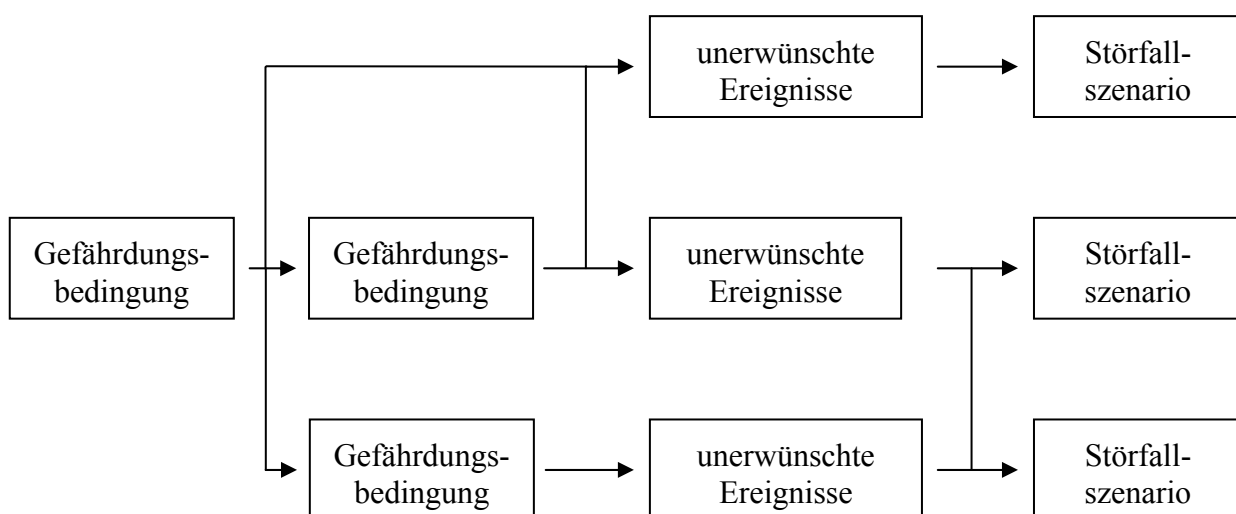 unerwünschte
Ereignisse
Störfall-
szenario
Gefährdungs-
bedingung
Gefährdungs-
bedingung
unerwünschte
Ereignisse
Störfall-
szenario
Gefährdungs-
bedingung
unerwünschte
Ereignisse
Störfall-
szenario